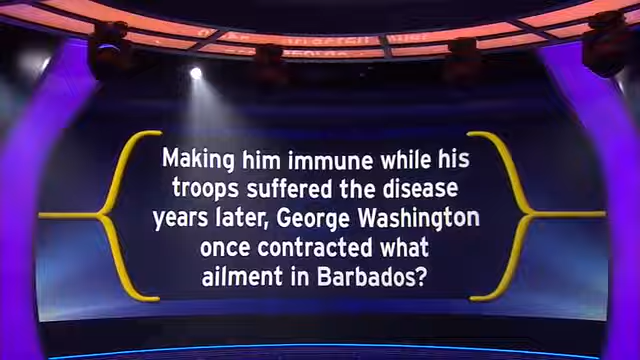 Making him immune while his
troops suffered the disease
years later, George Washington
once contracted what
ailment in Barbados?